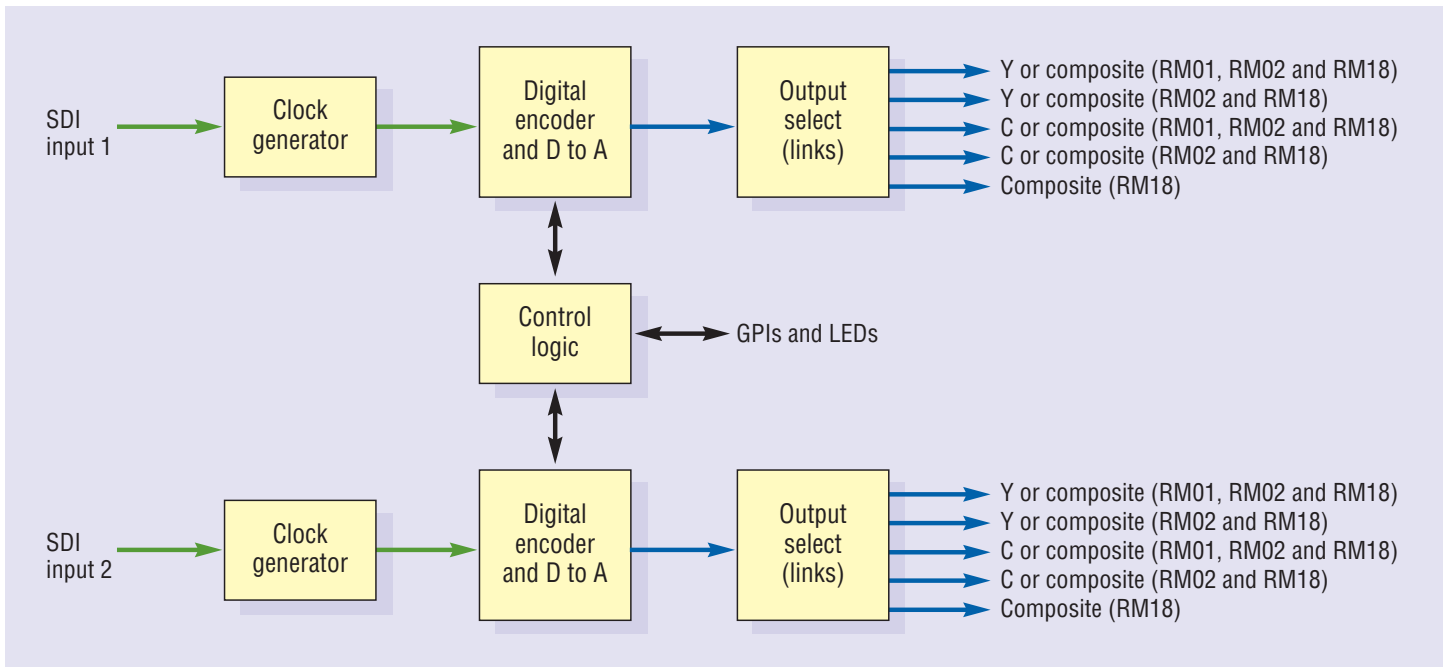 SDI
input 1
Clock
generator
Digital
encoder
and D to A
Output
select
(links)
Y or composite (RM01, RM02 and RM18)
Y or composite (RM02 and RM18)
C or composite (RM01, RM02 and RM18)
C or composite (RM02 and RM18)
Composite (RM18)
Control
logic
GPIs and LEDs
SDI
input 2
Clock
generator
Digital
encoder
and D to A
Output
select
(links)
Y or composite (RM01, RM02 and RM18)
Y or composite (RM02 and RM18)
C or composite (RM01, RM02 and RM18)
C or composite (RM02 and RM18)
Composite (RM18)